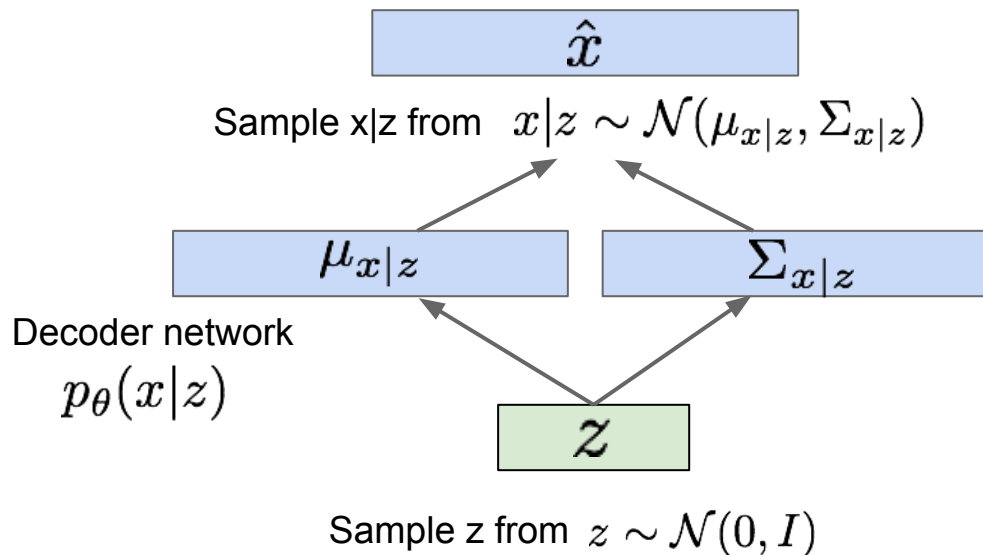 x̂
Sample x|z from x|z ∼ 𝒩(μ_{x|z}, Σ_{x|z})
μ_{x|z} Σ_{x|z}
Decoder network
p_θ(x|z)
z
Sample z from z ∼ 𝒩(0, I)